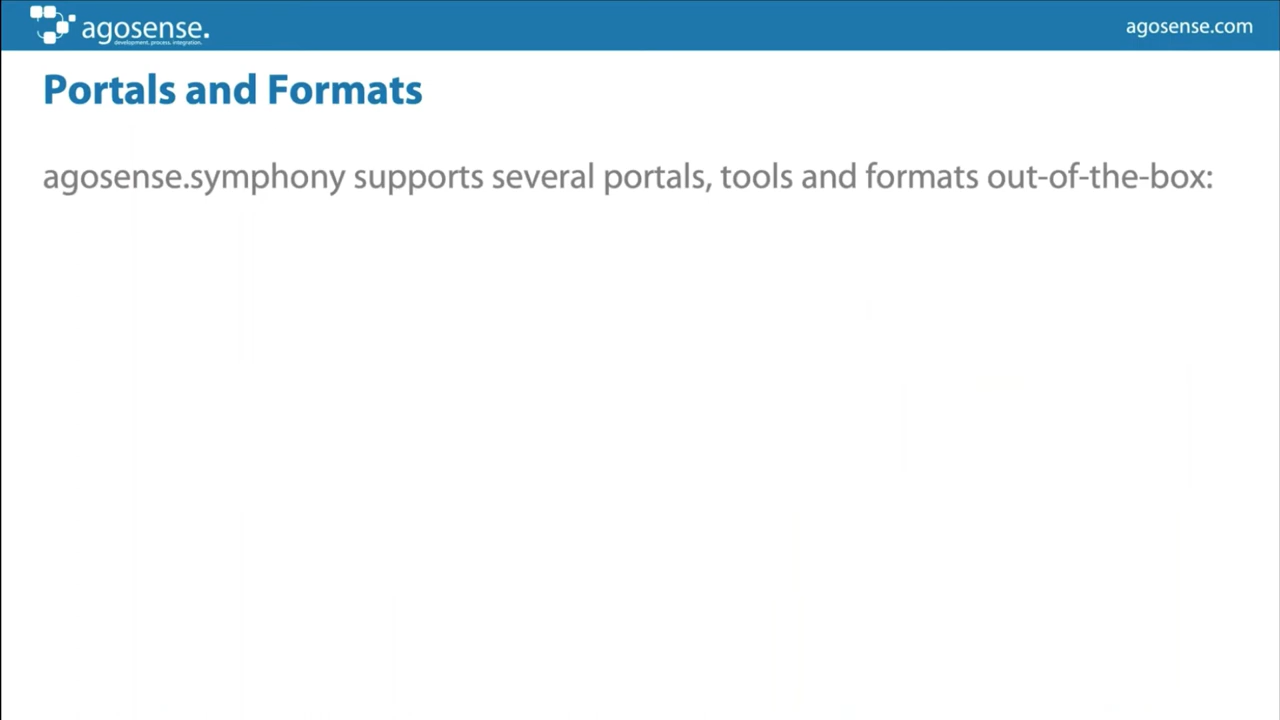 agosense.
development. process. integration.
agosense.com
Portals and Formats
agosense.symphony supports several portals, tools and formats out-of-the-box: